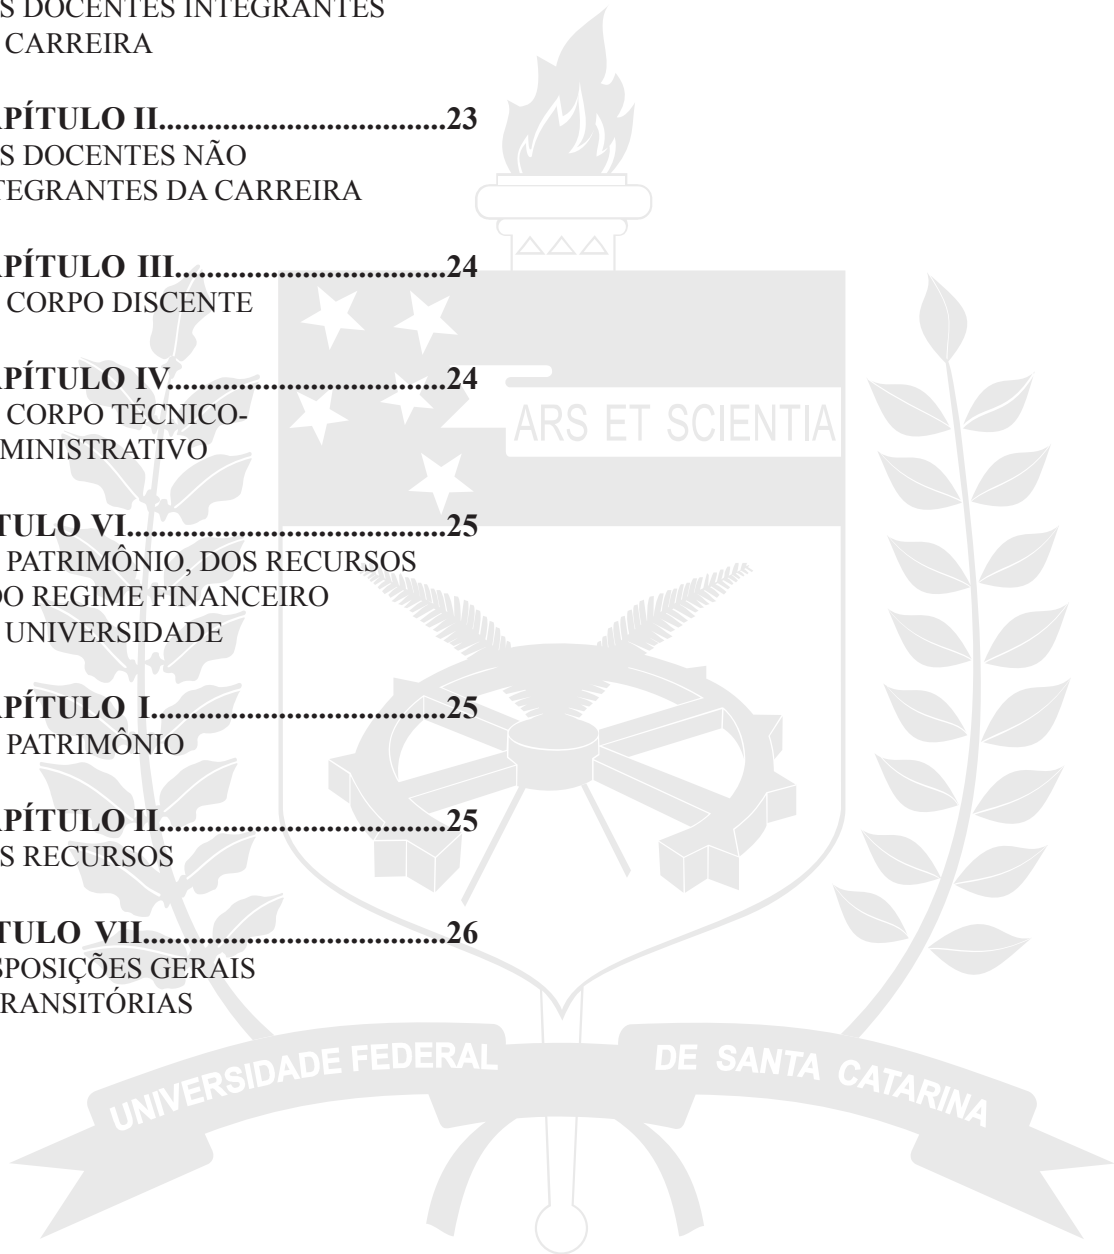 S DOCENTES INTEGRANTES
CARREIRA
PÍTULO II....................................23
S DOCENTES NÃO
TEGRANTES DA CARREIRA
PÍTULO III..................................24
CORPO DISCENTE
PÍTULO IV...................................24
CORPO TÉCNICO-
MINISTRATIVO
TULO VI........................................25
PATRIMÔNIO, DOS RECURSOS
DO REGIME FINANCEIRO
UNIVERSIDADE
PÍTULO I.....................................25
PATRIMÔNIO
PÍTULO II....................................25
S RECURSOS
TULO VII......................................26
SPOSIÇÕES GERAIS
TRANSITÓRIAS
ARS ET SCIENTIA
UNIVERSIDADE FEDERAL DE SANTA CATARINA